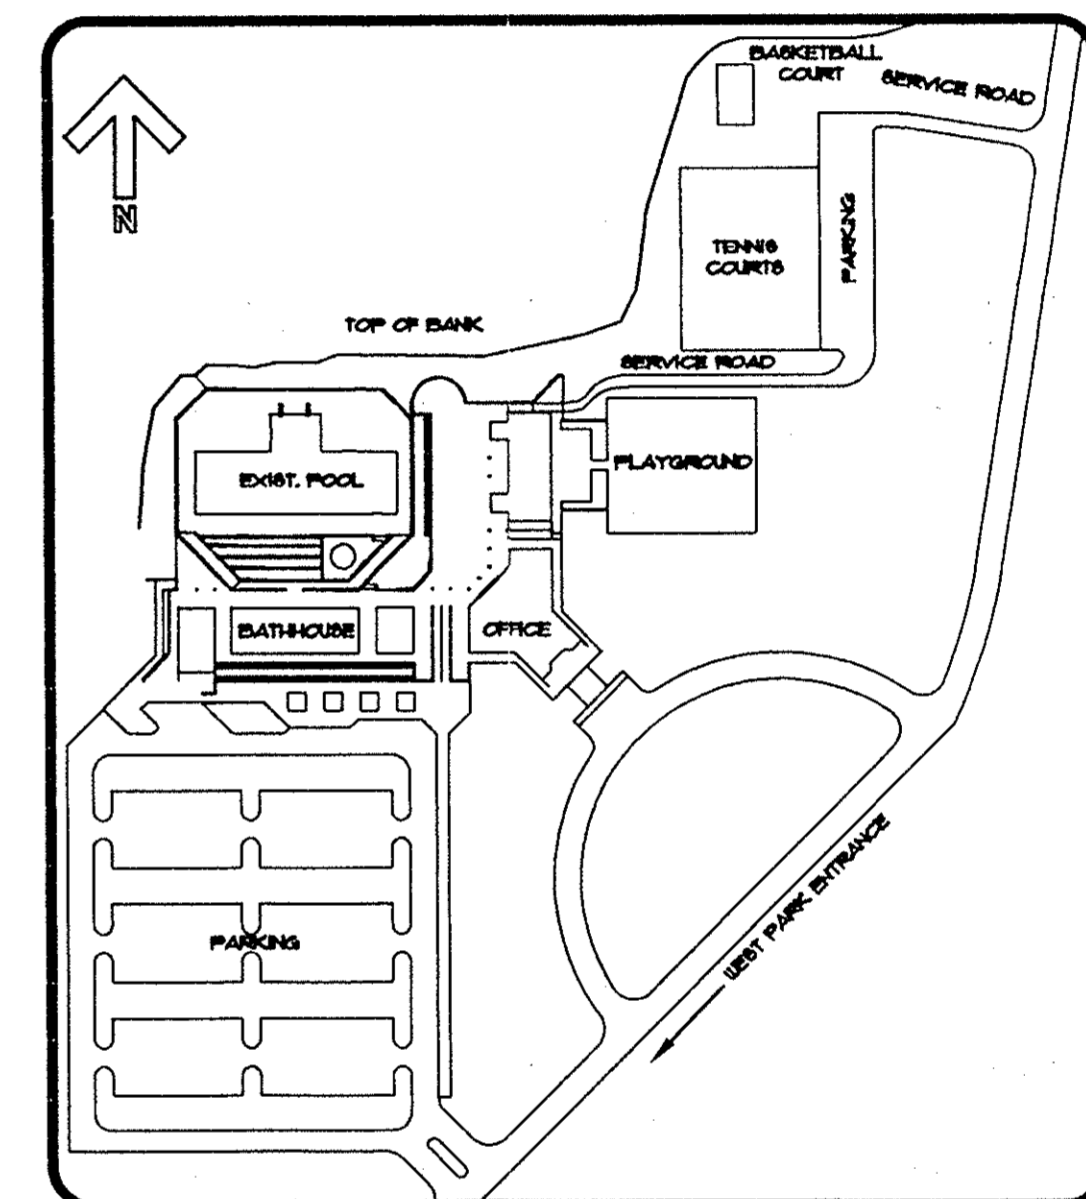 BASKETBALL
COURT
SERVICE ROAD
N
TENNIS
COURTS
PARKING
TOP OF BANK
SERVICE ROAD
EXIST. POOL
PLAYGROUND
BATHHOUSE
OFFICE
WEST PARK ENTRANCE
PARKING